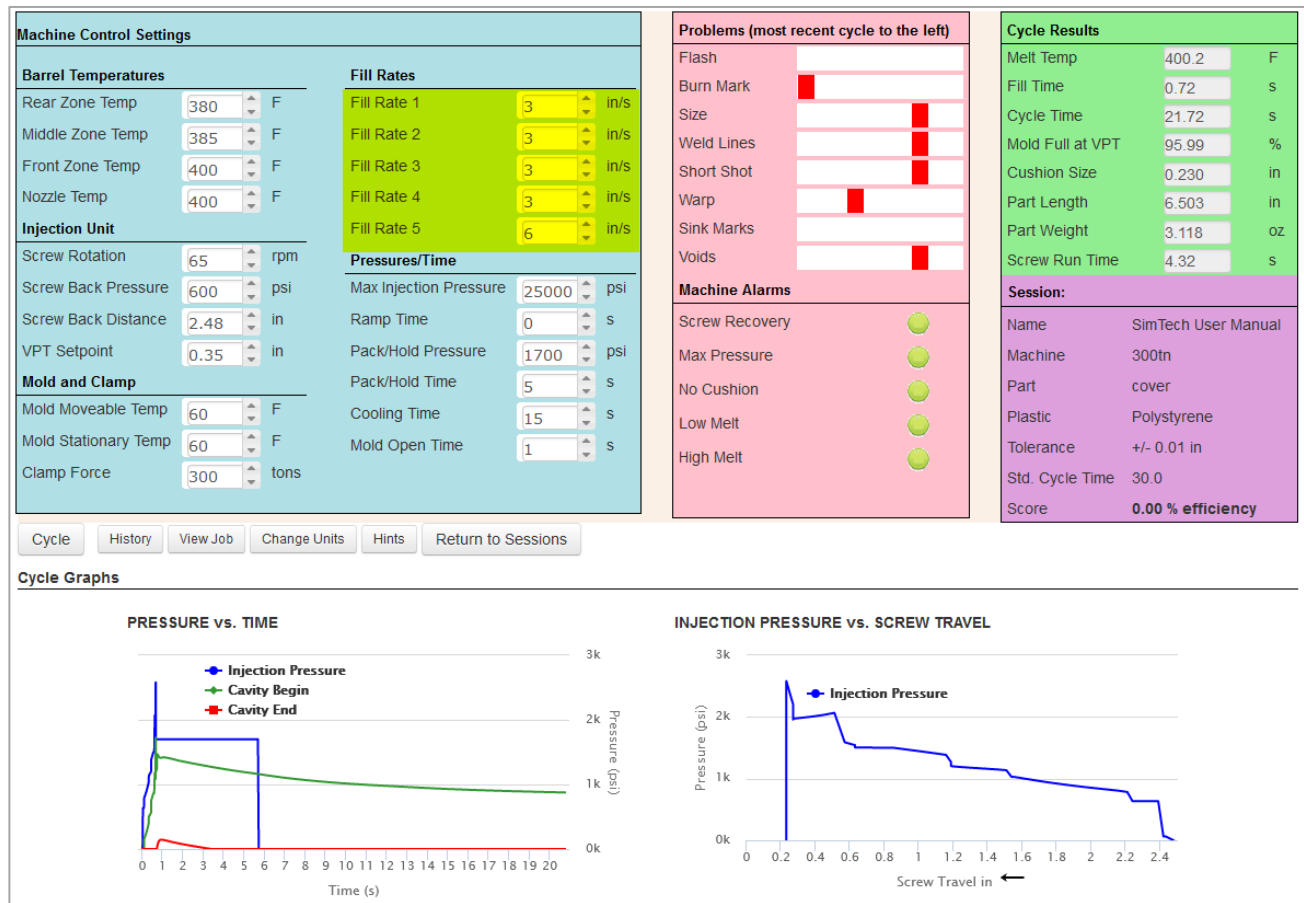 Machine Control Settings
Barrel Temperatures
Rear Zone Temp 380 F
Middle Zone Temp 385 F
Front Zone Temp 400 F
Nozzle Temp 400 F
Injection Unit
Screw Rotation 65 rpm
Screw Back Pressure 600 psi
Screw Back Distance 2.48 in
VPT Setpoint 0.35 in
Mold and Clamp
Mold Moveable Temp 60 F
Mold Stationary Temp 60 F
Clamp Force 300 tons
Fill Rates
Fill Rate 1 3 in/s
Fill Rate 2 3 in/s
Fill Rate 3 3 in/s
Fill Rate 4 3 in/s
Fill Rate 5 6 in/s
Pressures/Time
Max Injection Pressure 25000 psi
Ramp Time 0 s
Pack/Hold Pressure 1700 psi
Pack/Hold Time 5 s
Cooling Time 15 s
Mold Open Time 1 s
Problems (most recent cycle to the left)
Flash
Burn Mark
Size
Weld Lines
Short Shot
Warp
Sink Marks
Voids
Machine Alarms
Screw Recovery
Max Pressure
No Cushion
Low Melt
High Melt
Cycle Results
Melt Temp 400.2 F
Fill Time 0.72 s
Cycle Time 21.72 s
Mold Full at VPT 95.99 %
Cushion Size 0.230 in
Part Length 6.503 in
Part Weight 3.118 oz
Screw Run Time 4.32 s
Session:
Name SimTech User Manual
Machine 300tn
Part cover
Plastic Polystyrene
Tolerance +/- 0.01 in
Std. Cycle Time 30.0
Score 0.00 % efficiency
Cycle History View Job Change Units Hints Return to Sessions
Cycle Graphs
PRESSURE vs. TIME
Injection Pressure
Cavity Begin
Cavity End
3k
2k
1k
0k
Pressure (psi)
0 1 2 3 4 5 6 7 8 9 10 11 12 13 14 15 16 17 18 19 20
Time (s)
INJECTION PRESSURE vs. SCREW TRAVEL
Injection Pressure
3k
2k
1k
0k
Pressure (psi)
0 0.2 0.4 0.6 0.8 1 1.2 1.4 1.6 1.8 2 2.2 2.4
Screw Travel in ←